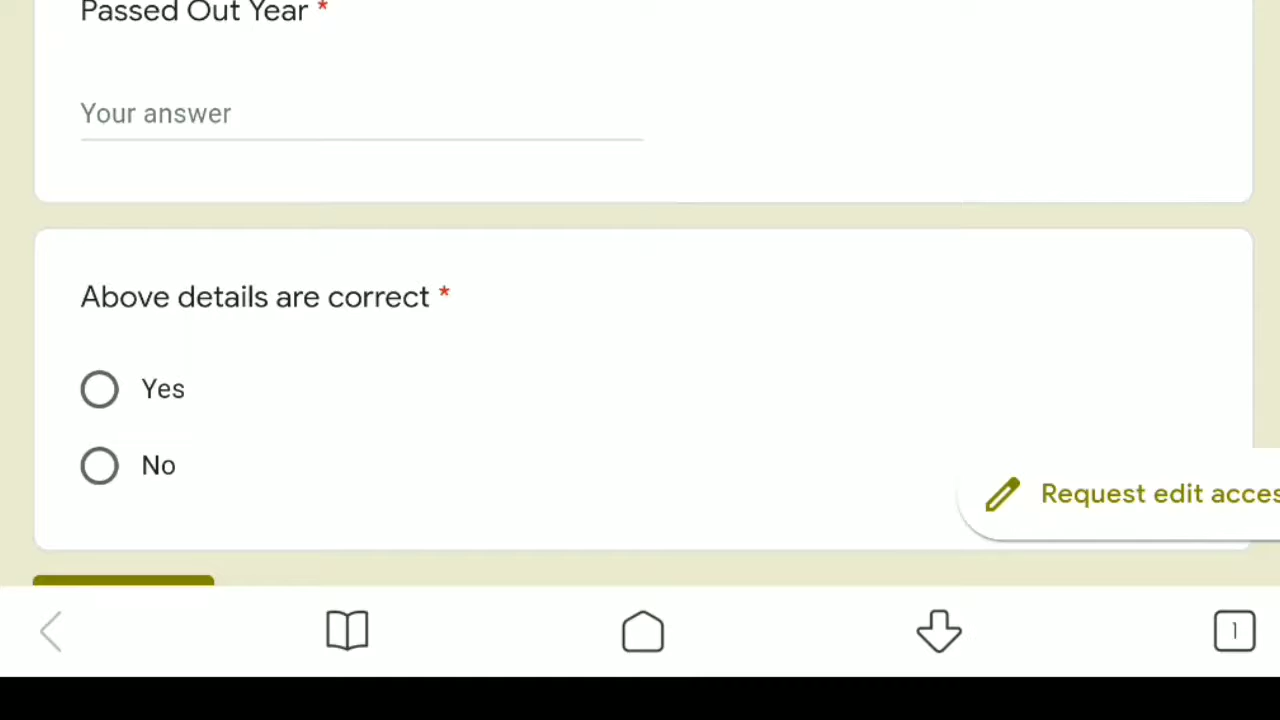 Passed Out Year *
Your answer
Above details are correct *
Yes
No
Request edit acces
1